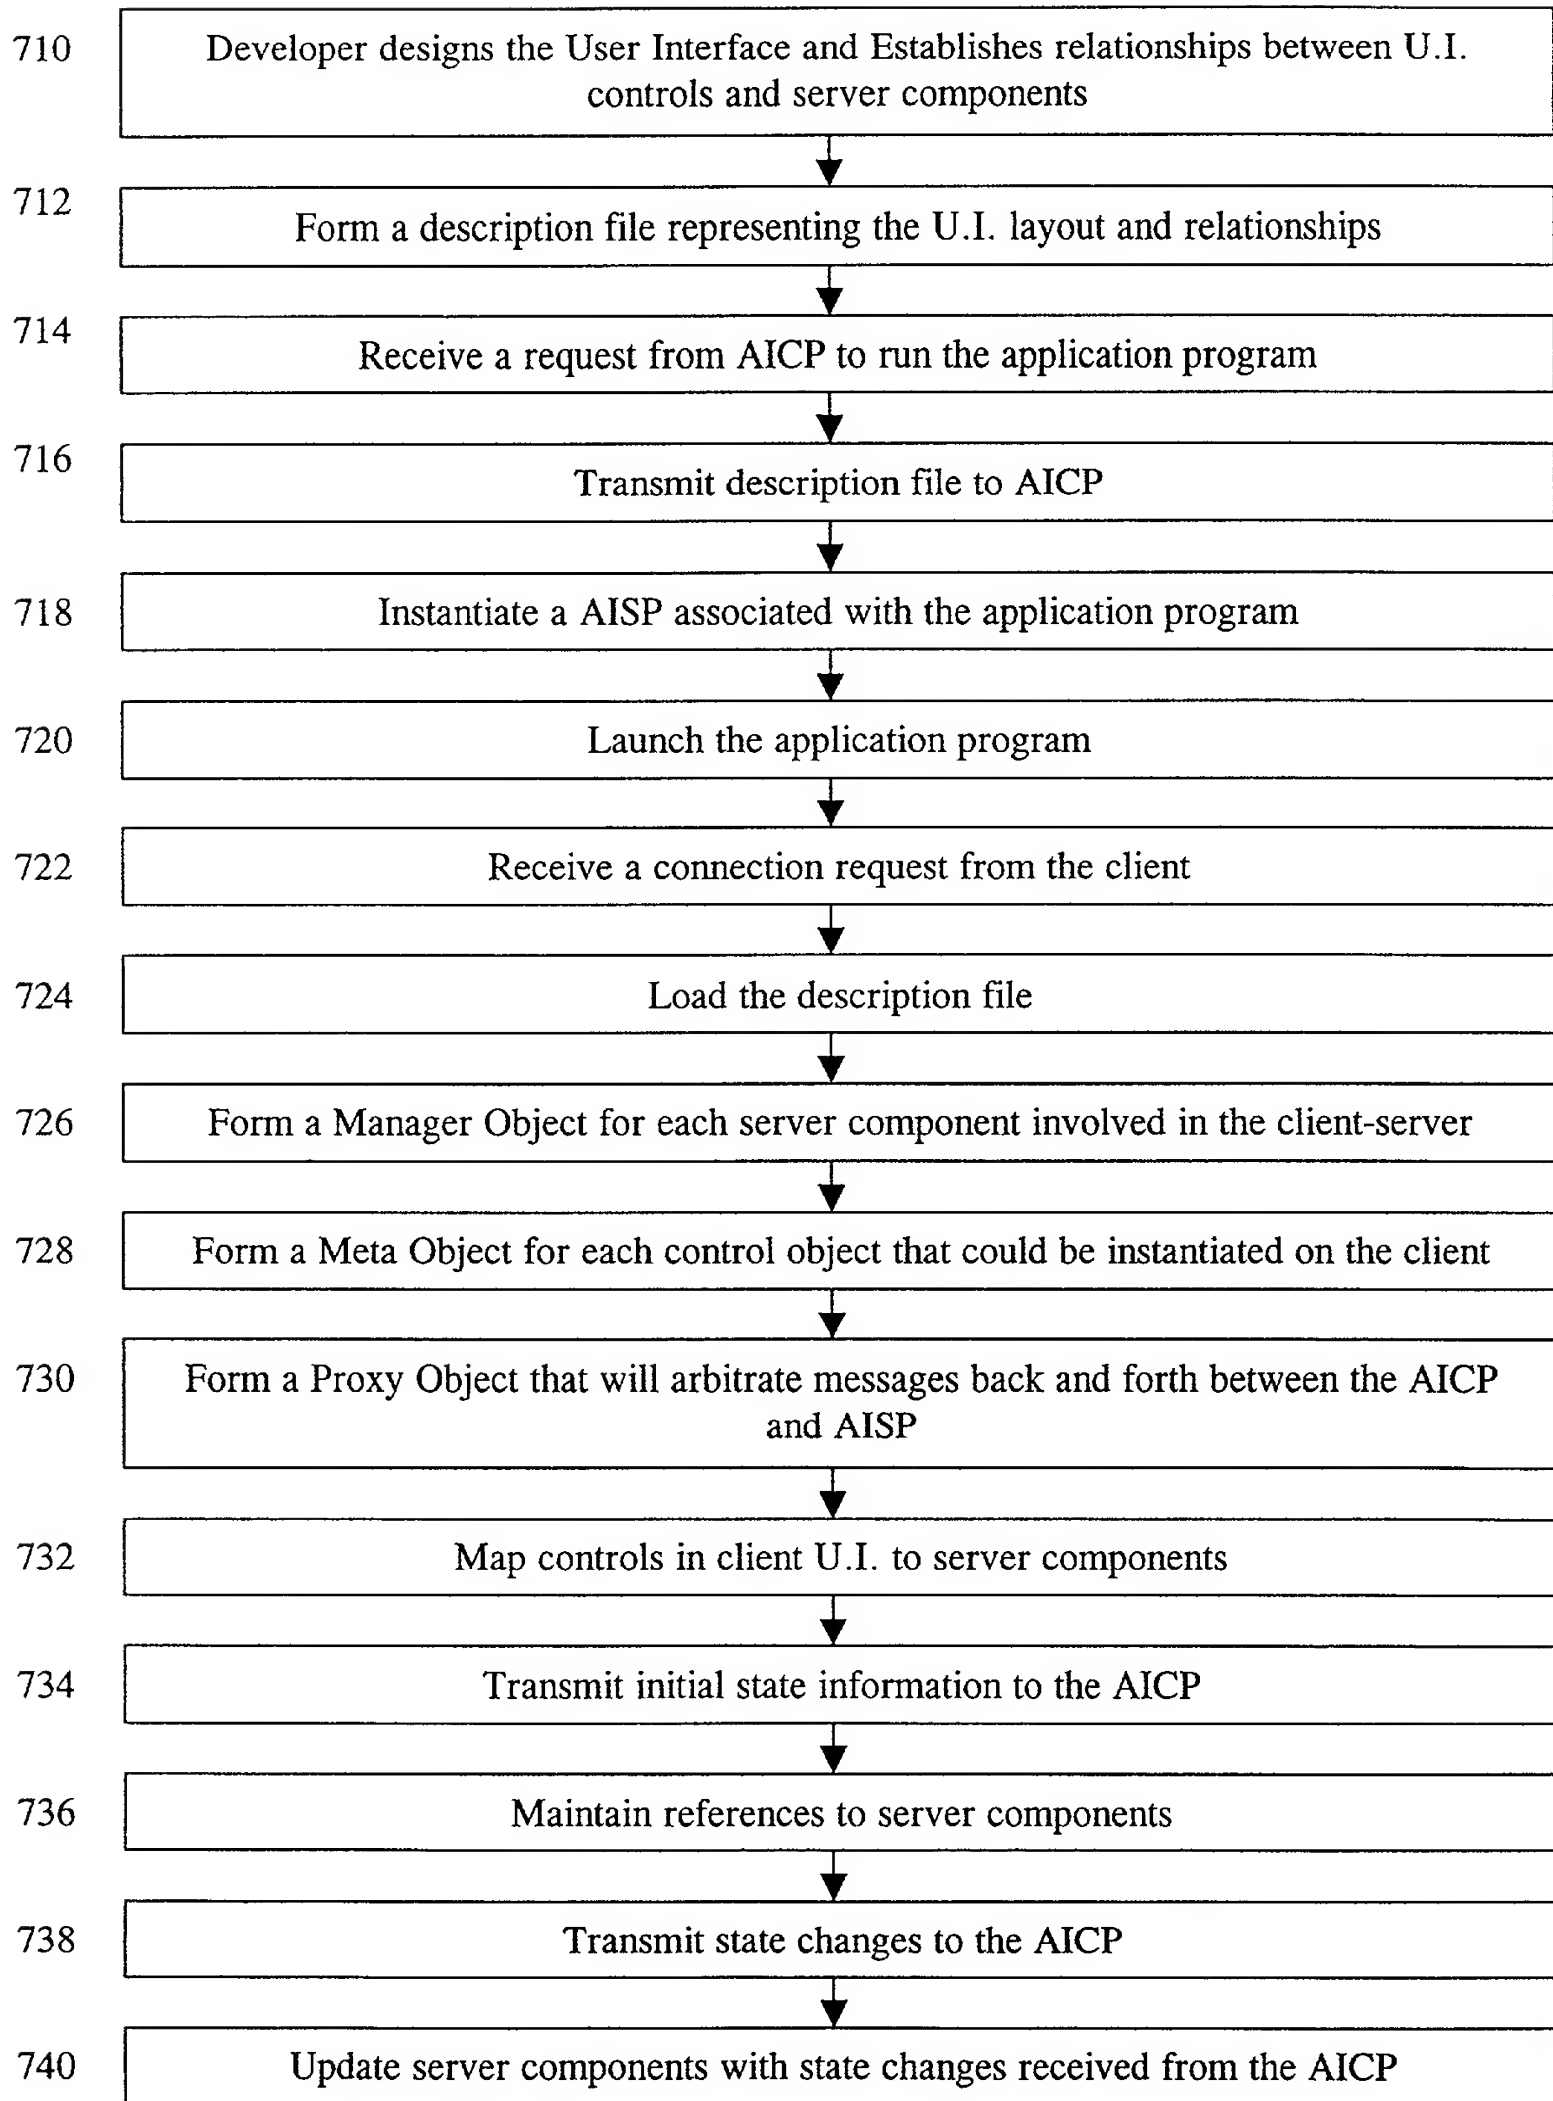 710
Developer designs the User Interface and Establishes relationships between U.I.
controls and server components
712
Form a description file representing the U.I. layout and relationships
714
Receive a request from AICP to run the application program
716
Transmit description file to AICP
718
Instantiate a AISP associated with the application program
720
Launch the application program
722
Receive a connection request from the client
724
Load the description file
726
Form a Manager Object for each server component involved in the client-server
728
Form a Meta Object for each control object that could be instantiated on the client
730
Form a Proxy Object that will arbitrate messages back and forth between the AICP
and AISP
732
Map controls in client U.I. to server components
734
Transmit initial state information to the AICP
736
Maintain references to server components
738
Transmit state changes to the AICP
740
Update server components with state changes received from the AICP